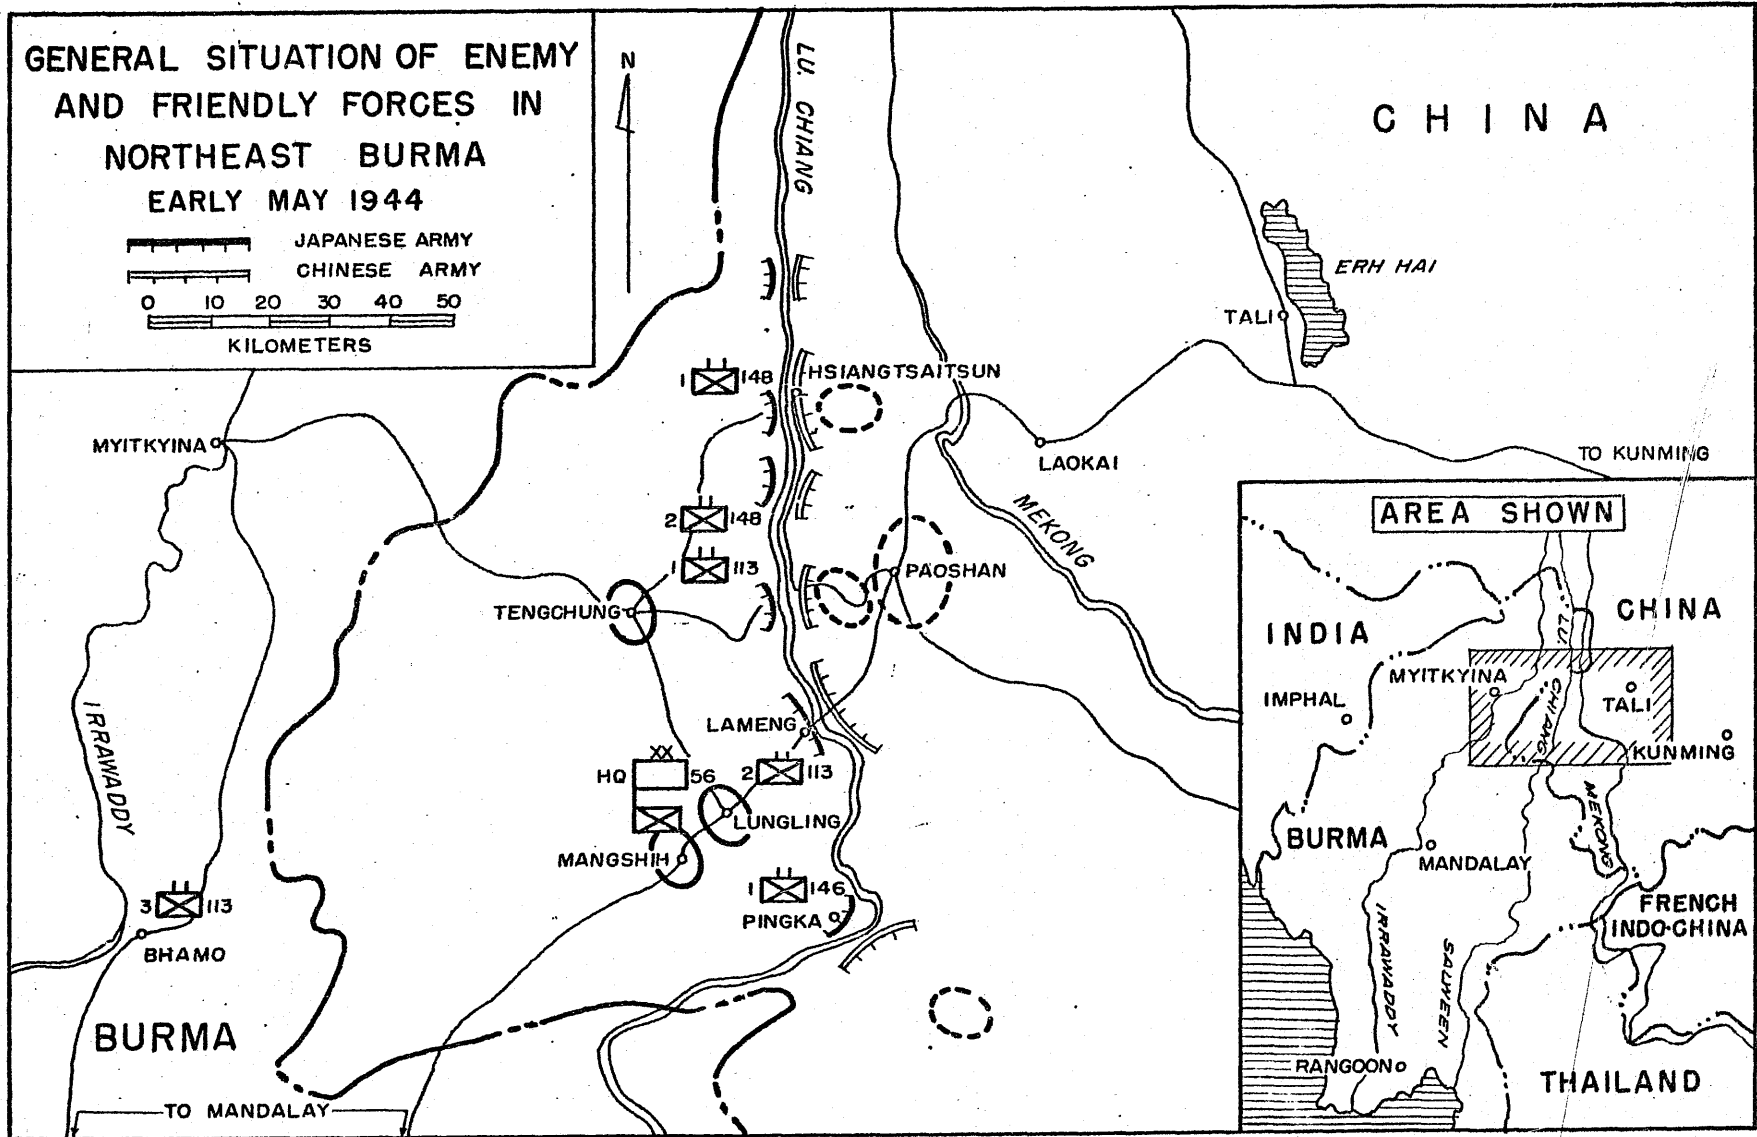 GENERAL SITUATION OF ENEMY
AND FRIENDLY FORCES IN
NORTHEAST BURMA
EARLY MAY 1944
JAPANESE ARMY
CHINESE ARMY
0 10 20 30 40 50
KILOMETERS
N
LU. CHIANG
CHINA
ERH HAI
TALI
1 148
HSIANGTSAITSUN
MYITKYINA
LAOKAI
TO KUNMING
MEKONG
2 148
1 113
PAOSHAN
TENGCHUNG
IRRAWADDY
LAMENG
XX
HQ 56
2 113
LUNGLING
MANGSHIH
1 146
PINGKA
3 113
BHAMO
BURMA
TO MANDALAY
AREA SHOWN
CHINA
INDIA
LU.
CHIANG
MYITKYINA
IMPHAL
TALI
KUNMING
MEKONG
BURMA
MANDALAY
FRENCH
INDO-CHINA
IRRAWADDY
SALWEEN
RANGOON
THAILAND